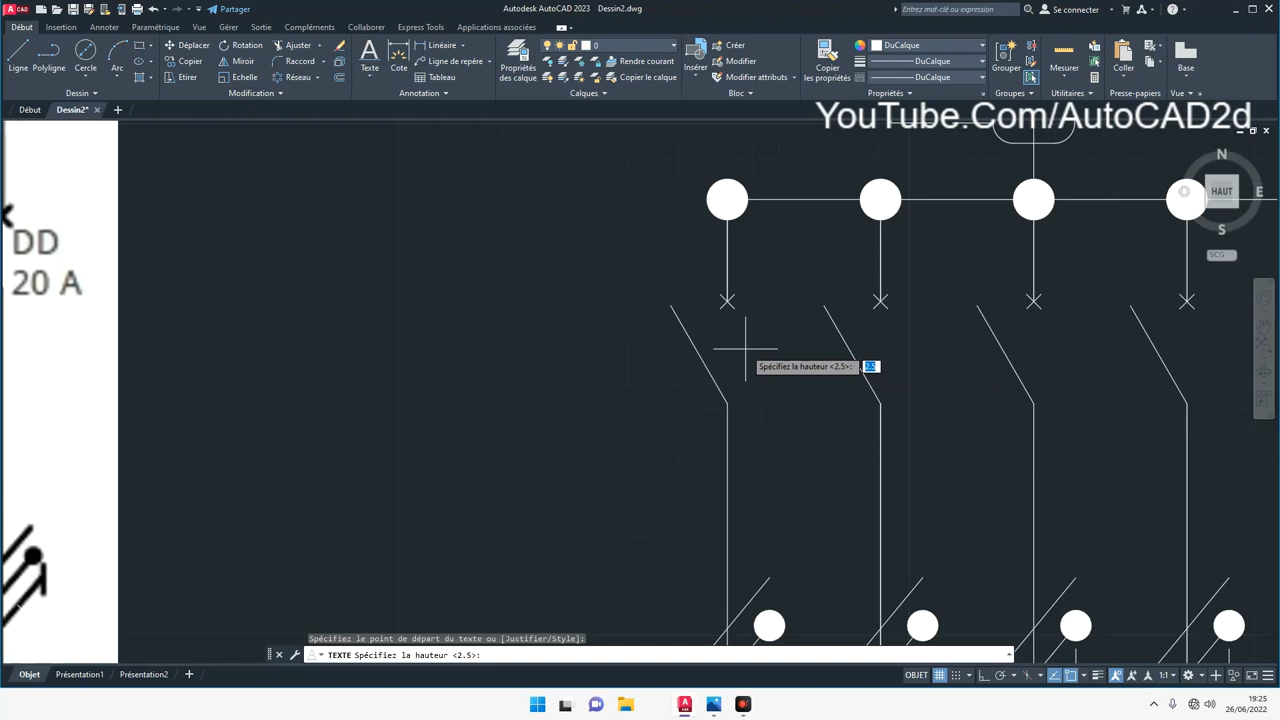 A CAD
Partager
Autodesk AutoCAD 2023 Dessin2.dwg
Entrez mot-clé ou expression
Se connecter
Début Insertion Annoter Paramétrique Vue Gérer Sortie Compléments Collaborer Express Tools Applications associées
Ligne Polyligne Cercle Arc
Déplacer Rotation Ajuster
Copier Miroir Raccord
Etirer Echelle Réseau
Texte Cote
Linéaire
Ligne de repère
Tableau
Propriétés du calque
0
Rendre courant
Copier le calque
Insérer
Créer
Modifier
Modifier attributs
Copier les propriétés
DuCalque
DuCalque
DuCalque
Grouper
Mesurer
Coller
Base
Dessin Modification Annotation Calques Bloc Propriétés Groupes Utilitaires Presse-papiers Vue
Début Dessin2*
YouTube.Com/AutoCAD2d
N
HAUT
E
S
SCG
DD
20 A
Spécifiez la hauteur <2.5>: 2.5
Spécifiez le point de départ du texte ou [Justifier/Style]:
TEXTE Spécifiez la hauteur <2.5>:
Objet Présentation1 Présentation2
OBJET
1:1
19:25
26/06/2022